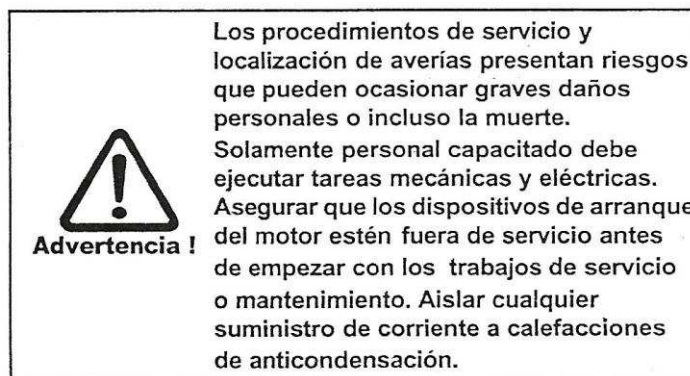 Los procedimientos de servicio y
localización de averías presentan riesgos
que pueden ocasionar graves daños
personales o incluso la muerte.
Solamente personal capacitado debe
ejecutar tareas mecánicas y eléctricas.
Asegurar que los dispositivos de arranque
del motor estén fuera de servicio antes
de empezar con los trabajos de servicio
o mantenimiento. Aislar cualquier
suministro de corriente a calefacciones
de anticondensación.
Advertencia !